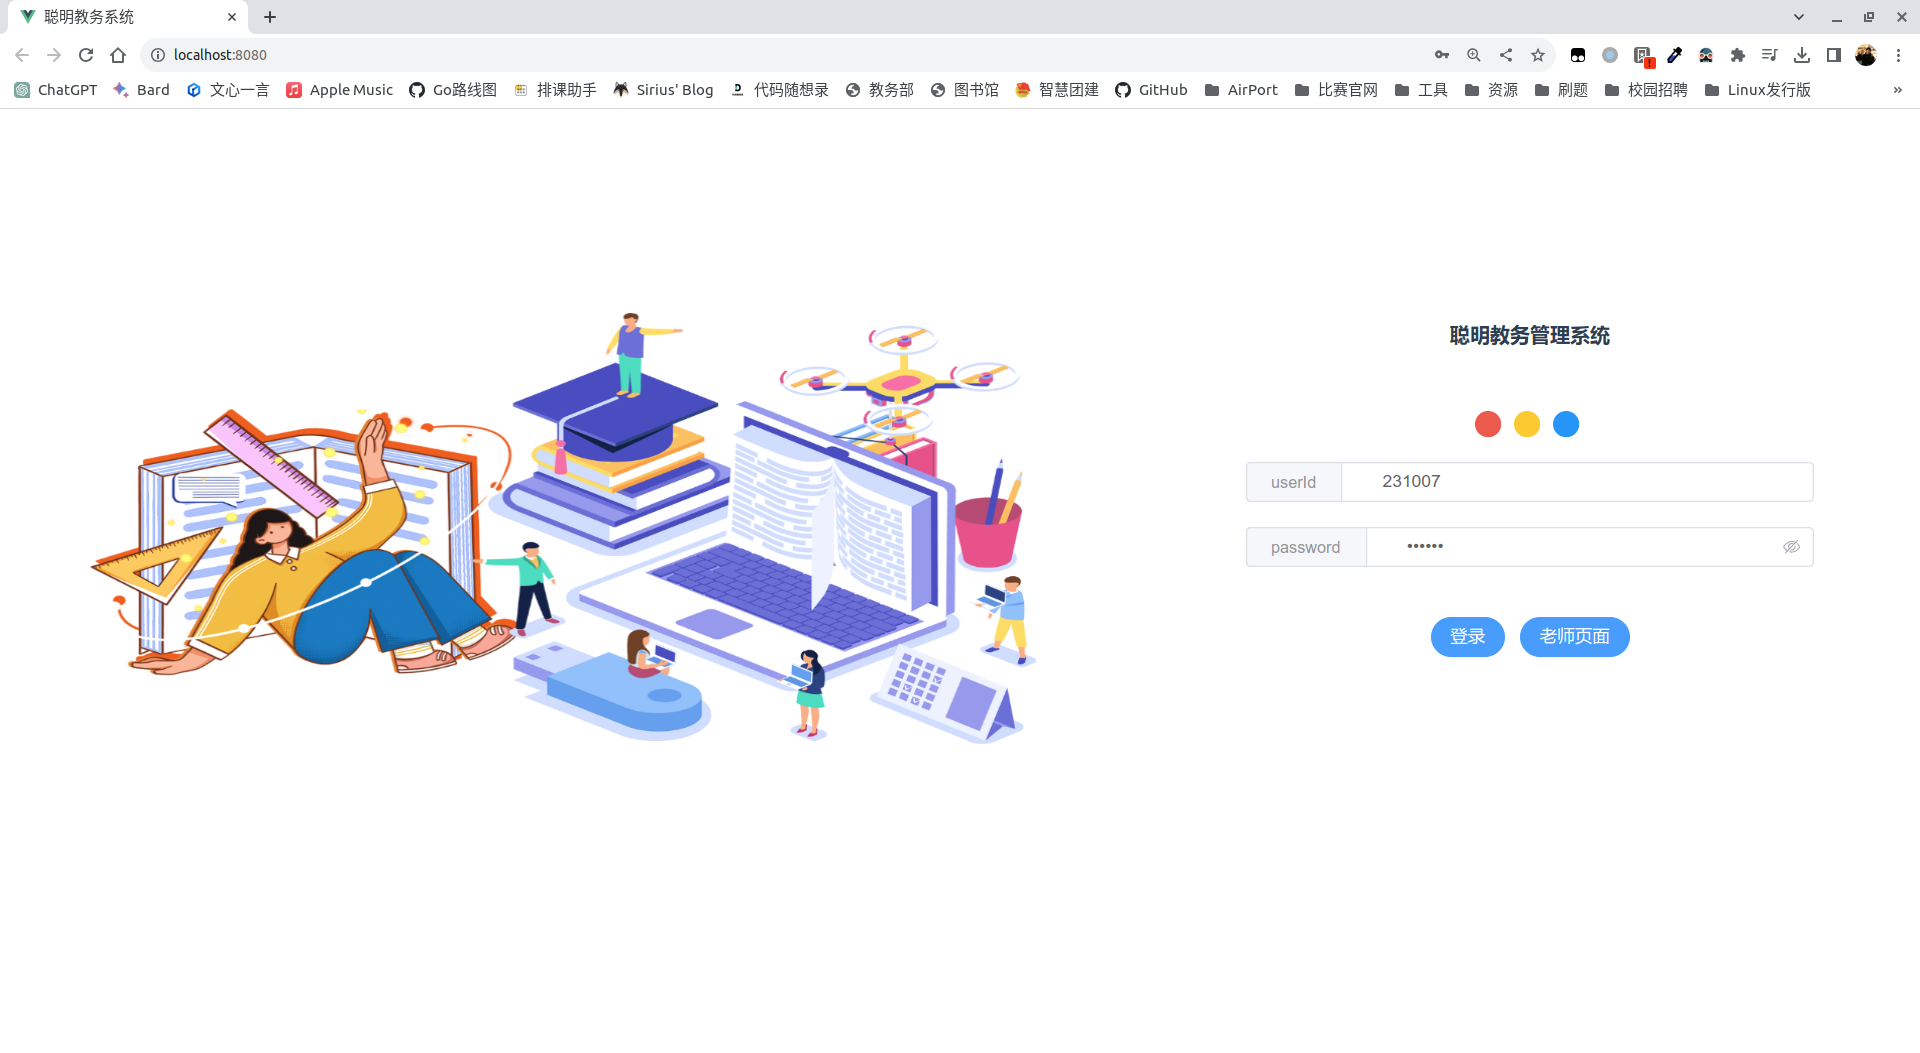 聪明教务系统
localhost:8080
ChatGPT
Bard
文心一言
Apple Music
Go路线图
排课助手
Sirius' Blog
代码随想录
教务部
图书馆
智慧团建
GitHub
AirPort
比赛官网
工具
资源
刷题
校园招聘
Linux发行版
»
聪明教务管理系统
userId
231007
password
••••••
登录
老师页面